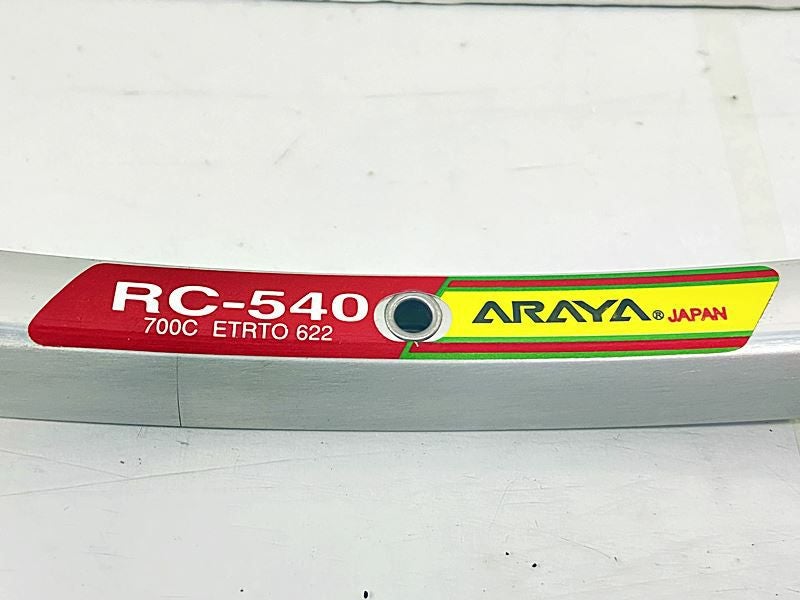 RC-540
700C ETRTO 622
ARAYA® JAPAN